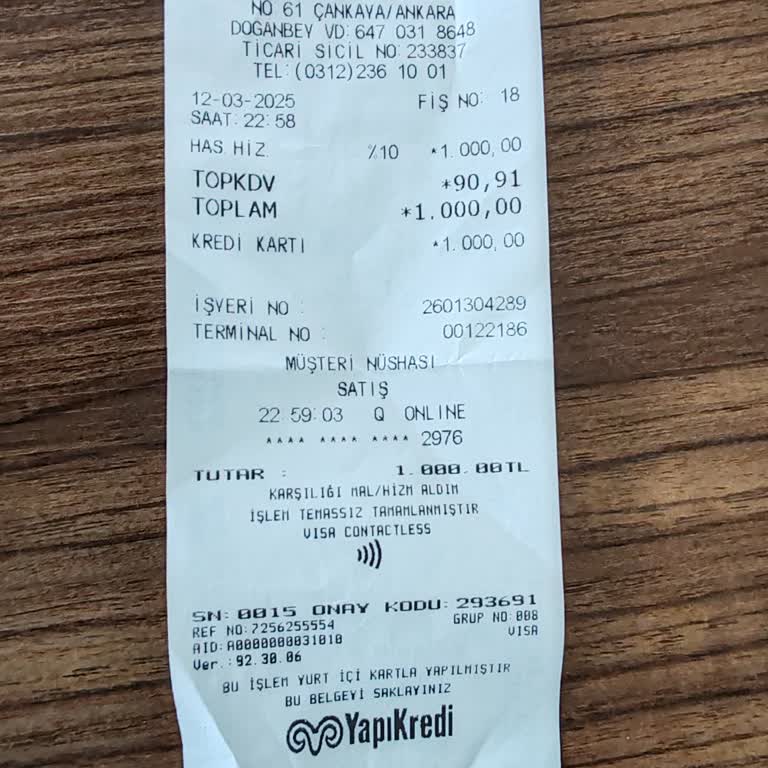 NO 61 ÇANKAYA/ANKARA
DOĞANBEY VD: 647 031 8648
TİCARİ SİCİL NO: 233837
TEL:(0312)236 10 01
12-03-2025 FİŞ NO: 18
SAAT: 22:58
HAS.HİZ. %10 *1.000,00
TOPKDV *90,91
TOPLAM *1.000,00
KREDİ KARTI *1.000,00
İŞYERİ NO : 2601304289
TERMİNAL NO : 00122186
MÜŞTERİ NÜSHASI
SATIŞ
22:59:03 Q ONLINE
**** **** **** 2976
TUTAR : 1.000.00TL
KARŞILIĞI MAL/HİZM ALDIM
İŞLEM TEMASSIZ TAMAMLANMIŞTIR
VISA CONTACTLESS
SN: 0015 ONAY KODU: 293691
REF NO:7256255554 GRUP NO:008
AID:A0000000031010 VISA
Ver.:92.30.06
BU İŞLEM YURT İÇİ KARTLA YAPILMIŞTIR
BU BELGEYİ SAKLAYINIZ
YapıKredi